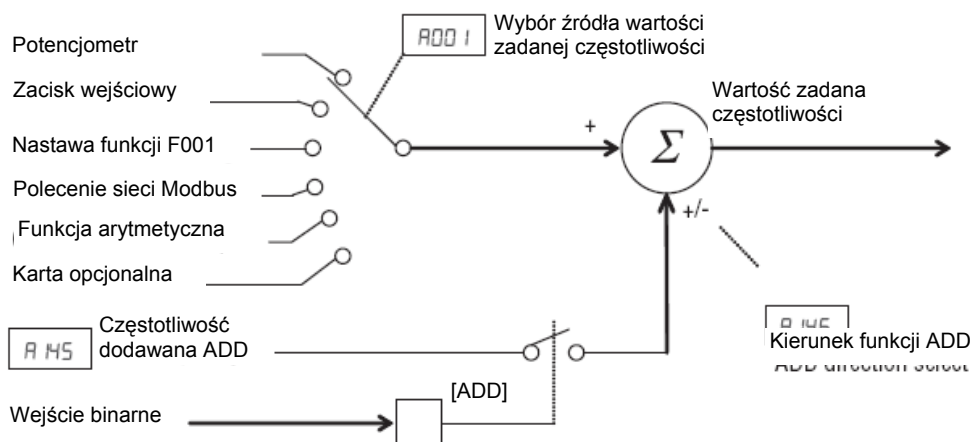 Potencjometr
A001
Wybór źródła wartości
zadanej częstotliwości
Zacisk wejściowy
Wartość zadana
częstotliwości
Nastawa funkcji F001
+
Σ
Polecenie sieci Modbus
+/-
Funkcja arytmetyczna
Karta opcjonalna
A145
Częstotliwość
dodawana ADD
Kierunek funkcji ADD
ADD direction select
[ADD]
Wejście binarne